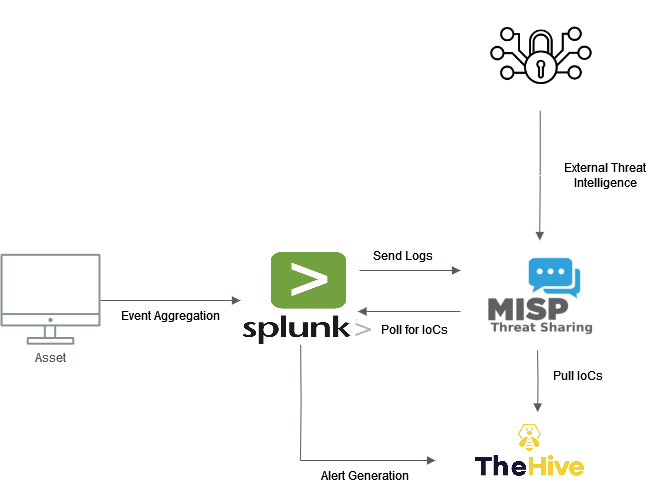 External Threat
Intelligence
Send Logs
>
MISP
Threat Sharing
Event Aggregation
splunk>
Poll for IoCs
Asset
Pull IoCs
TheHive
Alert Generation